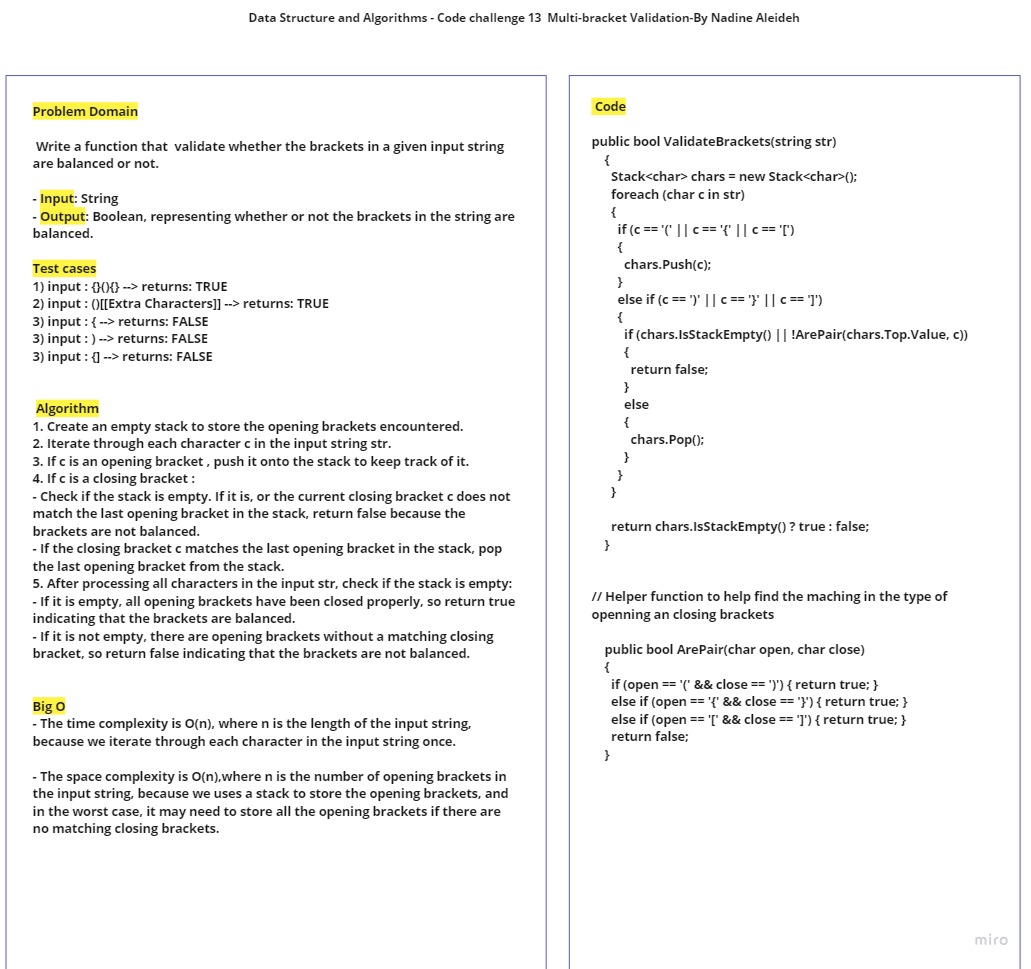 Data Structure and Algorithms - Code challenge 13 Multi-bracket Validation-By Nadine Aleideh
Problem Domain
Write a function that validate whether the brackets in a given input string
are balanced or not.
- Input: String
- Output: Boolean, representing whether or not the brackets in the string are
balanced.
Test cases
1) input : {}(){} --> returns: TRUE
2) input : ()[[Extra Characters]] --> returns: TRUE
3) input : { --> returns: FALSE
3) input : ) --> returns: FALSE
3) input : {] --> returns: FALSE
Algorithm
1. Create an empty stack to store the opening brackets encountered.
2. Iterate through each character c in the input string str.
3. If c is an opening bracket , push it onto the stack to keep track of it.
4. If c is a closing bracket :
- Check if the stack is empty. If it is, or the current closing bracket c does not
match the last opening bracket in the stack, return false because the
brackets are not balanced.
- If the closing bracket c matches the last opening bracket in the stack, pop
the last opening bracket from the stack.
5. After processing all characters in the input str, check if the stack is empty:
- If it is empty, all opening brackets have been closed properly, so return true
indicating that the brackets are balanced.
- If it is not empty, there are opening brackets without a matching closing
bracket, so return false indicating that the brackets are not balanced.
Big O
- The time complexity is O(n), where n is the length of the input string,
because we iterate through each character in the input string once.
- The space complexity is O(n),where n is the number of opening brackets in
the input string, because we uses a stack to store the opening brackets, and
in the worst case, it may need to store all the opening brackets if there are
no matching closing brackets.
Code
public bool ValidateBrackets(string str)
{
Stack<char> chars = new Stack<char>();
foreach (char c in str)
{
if (c == '(' || c == '{' || c == '[')
{
chars.Push(c);
}
else if (c == ')' || c == '}' || c == ']')
{
if (chars.IsStackEmpty() || !ArePair(chars.Top.Value, c))
{
return false;
}
else
{
chars.Pop();
}
}
}
return chars.IsStackEmpty() ? true : false;
}
// Helper function to help find the maching in the type of
openning an closing brackets
public bool ArePair(char open, char close)
{
if (open == '(' && close == ')') { return true; }
else if (open == '{' && close == '}') { return true; }
else if (open == '[' && close == ']') { return true; }
return false;
}
miro